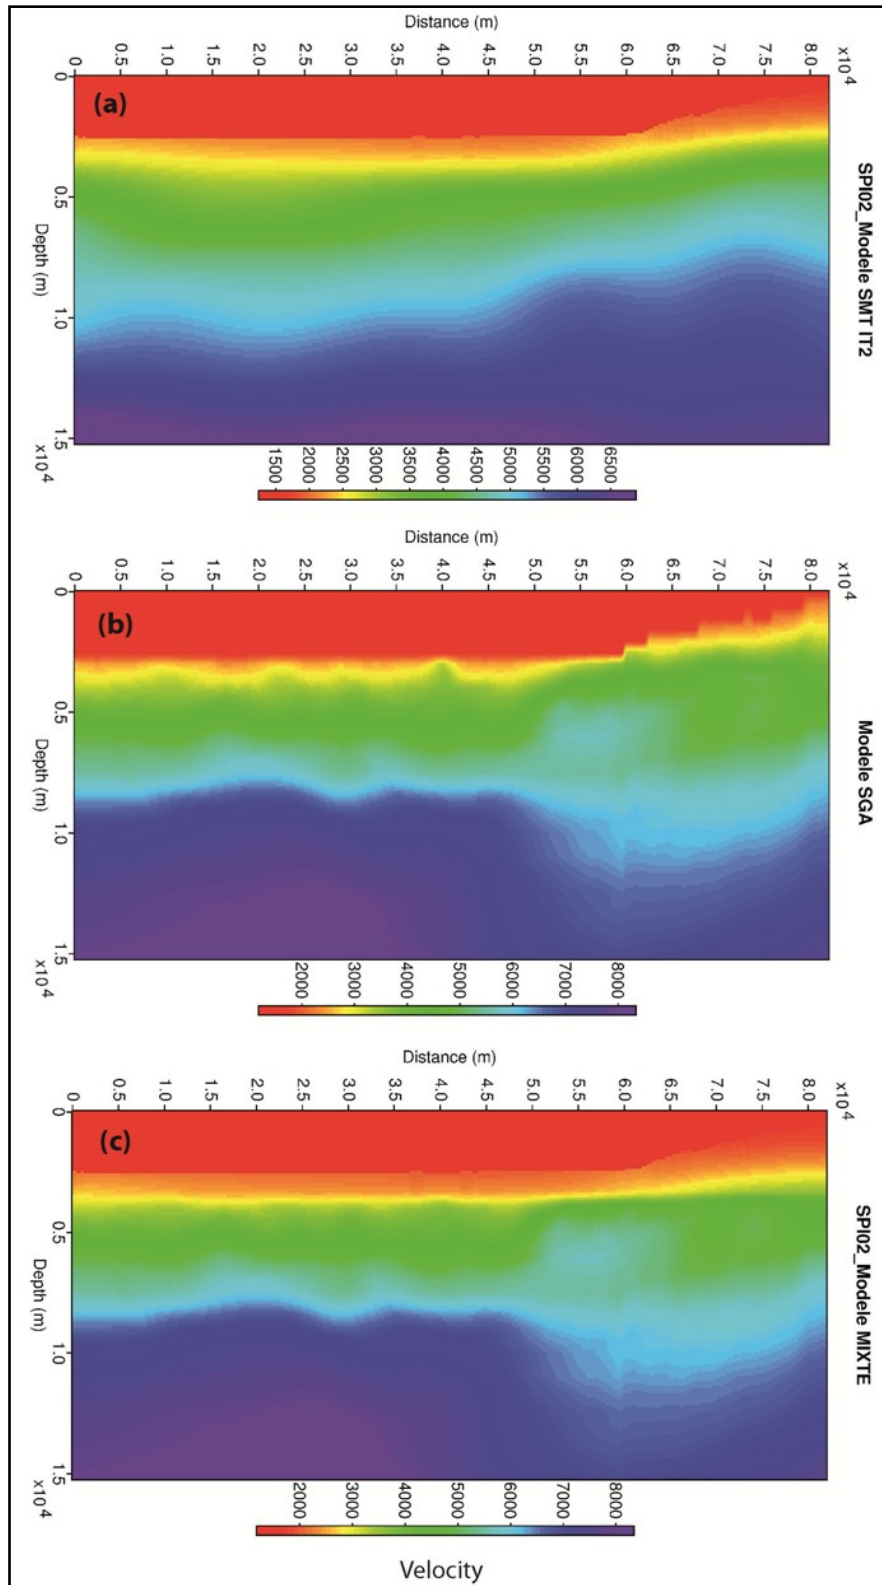 Distance (m)
0 0.5 1.0 1.5 2.0 2.5 3.0 3.5 4.0 4.5 5.0 5.5 6.0 6.5 7.0 7.5 8.0 x10⁴
(a)
SPI02_Modele SMT IT2
0 0.5 1.0 1.5 x10⁴
Depth (m)
1500 2000 2500 3000 3500 4000 4500 5000 5500 6000 6500
Distance (m)
0 0.5 1.0 1.5 2.0 2.5 3.0 3.5 4.0 4.5 5.0 5.5 6.0 6.5 7.0 7.5 8.0 x10⁴
(b)
Modele SGA
0 0.5 1.0 1.5 x10⁴
Depth (m)
2000 3000 4000 5000 6000 7000 8000
Distance (m)
0 0.5 1.0 1.5 2.0 2.5 3.0 3.5 4.0 4.5 5.0 5.5 6.0 6.5 7.0 7.5 8.0 x10⁴
(c)
SPI02_Modele MIXTE
0 0.5 1.0 1.5 x10⁴
Depth (m)
2000 3000 4000 5000 6000 7000 8000
Velocity